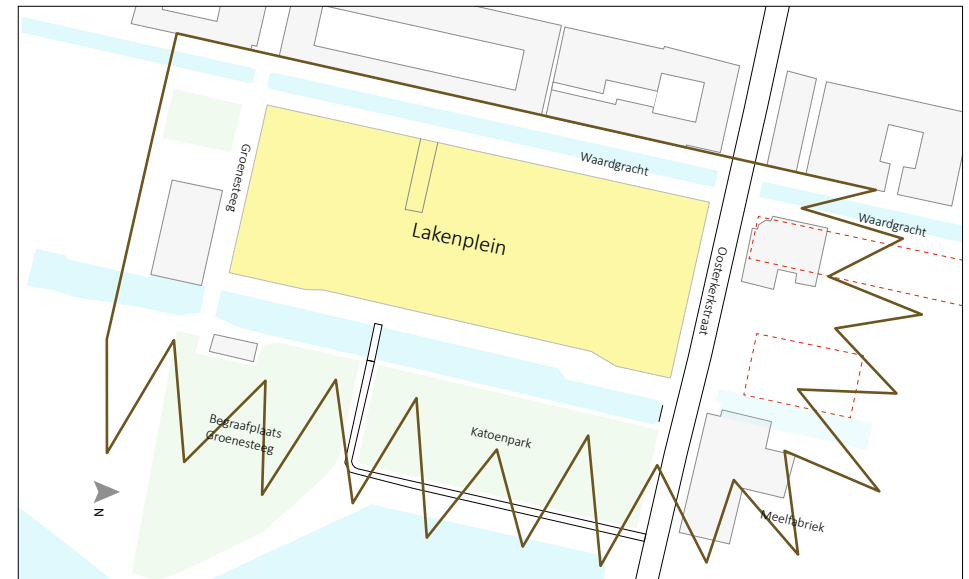 Waardgracht
Groenesteeg
Waardgracht
Lakenplein
Oosterkerkstraat
Begraafplaats
Groenesteeg
Katoenpark
N
Meelfabriek